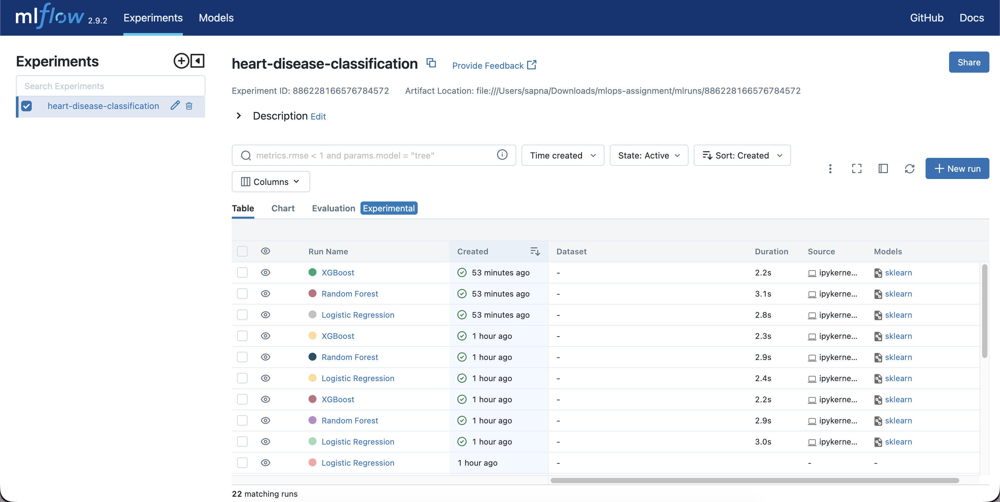 mlflow 2.9.2 Experiments Models GitHub Docs
Experiments
Search Experiments
heart-disease-classification
heart-disease-classification Provide Feedback Share
Experiment ID: 886228166576784572 Artifact Location: file:///Users/sapna/Downloads/mlops-assignment/mlruns/886228166576784572
Description Edit
metrics.rmse < 1 and params.model = "tree" Time created State: Active Sort: Created
New run
Columns
Table Chart Evaluation Experimental
Run Name Created Dataset Duration Source Models
XGBoost 53 minutes ago - 2.2s ipykerne... sklearn
Random Forest 53 minutes ago - 3.1s ipykerne... sklearn
Logistic Regression 53 minutes ago - 2.8s ipykerne... sklearn
XGBoost 1 hour ago - 2.3s ipykerne... sklearn
Random Forest 1 hour ago - 2.9s ipykerne... sklearn
Logistic Regression 1 hour ago - 2.4s ipykerne... sklearn
XGBoost 1 hour ago - 2.2s ipykerne... sklearn
Random Forest 1 hour ago - 2.9s ipykerne... sklearn
Logistic Regression 1 hour ago - 3.0s ipykerne... sklearn
Logistic Regression 1 hour ago - - -
22 matching runs